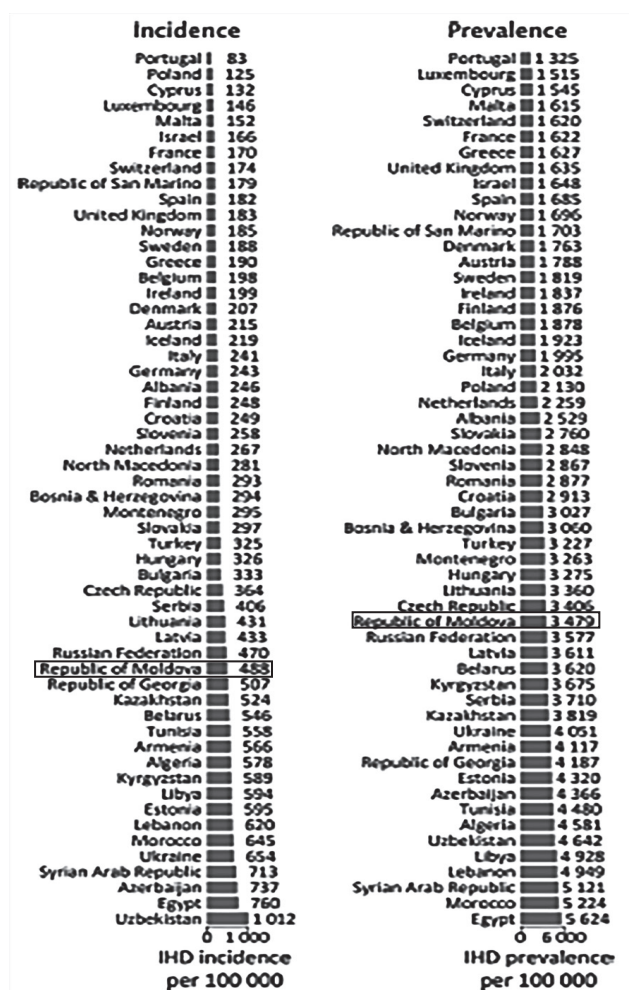 Incidence
Portugal 83
Poland 125
Cyprus 132
Luxembourg 146
Malta 152
Israel 166
France 170
Switzerland 174
Republic of San Marino 179
Spain 182
United Kingdom 183
Norway 185
Sweden 188
Greece 190
Belgium 198
Ireland 199
Denmark 207
Austria 215
Iceland 219
Italy 241
Germany 243
Albania 246
Finland 248
Croatia 249
Slovenia 258
Netherlands 267
North Macedonia 281
Romania 293
Bosnia & Herzegovina 294
Montenegro 295
Slovakia 297
Turkey 325
Hungary 326
Bulgaria 333
Czech Republic 364
Serbia 406
Lithuania 431
Latvia 433
Russian Federation 470
Republic of Moldova 488
Republic of Georgia 507
Kazakhstan 524
Belarus 546
Tunisia 558
Armenia 566
Algeria 578
Kyrgyzstan 589
Libya 594
Estonia 595
Lebanon 620
Morocco 645
Ukraine 654
Syrian Arab Republic 713
Azerbaijan 737
Egypt 760
Uzbekistan 1 012
0 1 000
IHD incidence
per 100 000
Prevalence
Portugal 1 325
Luxembourg 1 515
Cyprus 1 545
Malta 1 615
Switzerland 1 620
France 1 622
Greece 1 627
United Kingdom 1 635
Israel 1 648
Spain 1 685
Norway 1 696
Republic of San Marino 1 703
Denmark 1 763
Austria 1 788
Sweden 1 819
Ireland 1 837
Finland 1 876
Belgium 1 878
Iceland 1 923
Germany 1 995
Italy 2 032
Poland 2 130
Netherlands 2 259
Albania 2 529
Slovakia 2 760
North Macedonia 2 848
Slovenia 2 867
Romania 2 877
Croatia 2 913
Bulgaria 3 027
Bosnia & Herzegovina 3 060
Turkey 3 227
Montenegro 3 263
Hungary 3 275
Lithuania 3 360
Czech Republic 3 406
Republic of Moldova 3 479
Russian Federation 3 577
Latvia 3 611
Belarus 3 620
Kyrgyzstan 3 675
Serbia 3 710
Kazakhstan 3 819
Ukraine 4 051
Armenia 4 117
Republic of Georgia 4 187
Estonia 4 320
Azerbaijan 4 366
Tunisia 4 480
Algeria 4 581
Uzbekistan 4 642
Libya 4 928
Lebanon 4 949
Syrian Arab Republic 5 121
Morocco 5 224
Egypt 5 624
0 6 000
IHD prevalence
per 100 000